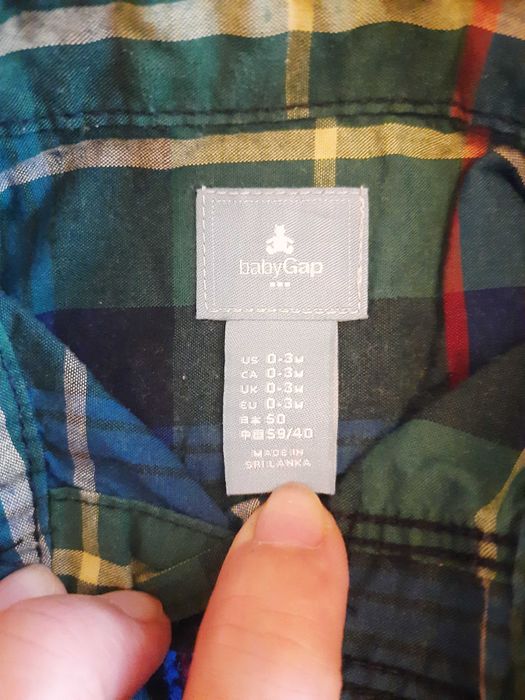 babyGap
US 0-3M
CA 0-3M
UK 0-3M
EU 0-3M
日本 50
中國 59/40
MADE IN
SRI LANKA